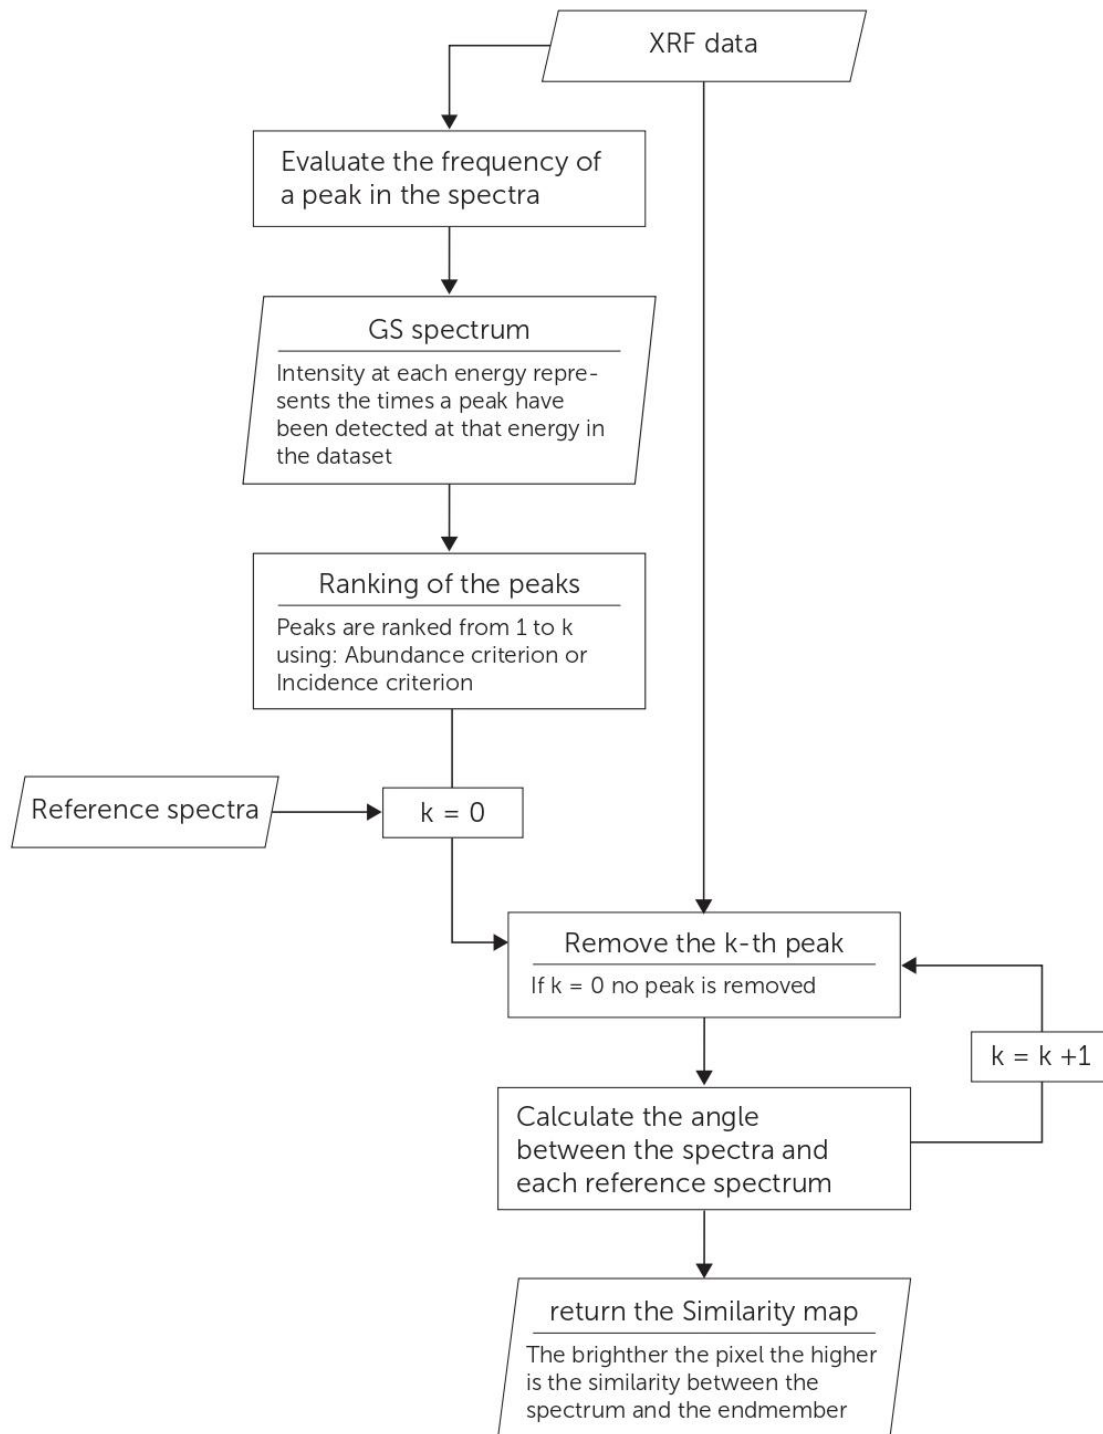 XRF data
Evaluate the frequency of
a peak in the spectra
GS spectrum
Intensity at each energy repre-
sents the times a peak have
been detected at that energy in
the dataset
Ranking of the peaks
Peaks are ranked from 1 to k
using: Abundance criterion or
Incidence criterion
Reference spectra
k = 0
Remove the k-th peak
If k = 0 no peak is removed
k = k +1
Calculate the angle
between the spectra and
each reference spectrum
return the Similarity map
The brighther the pixel the higher
is the similarity between the
spectrum and the endmember